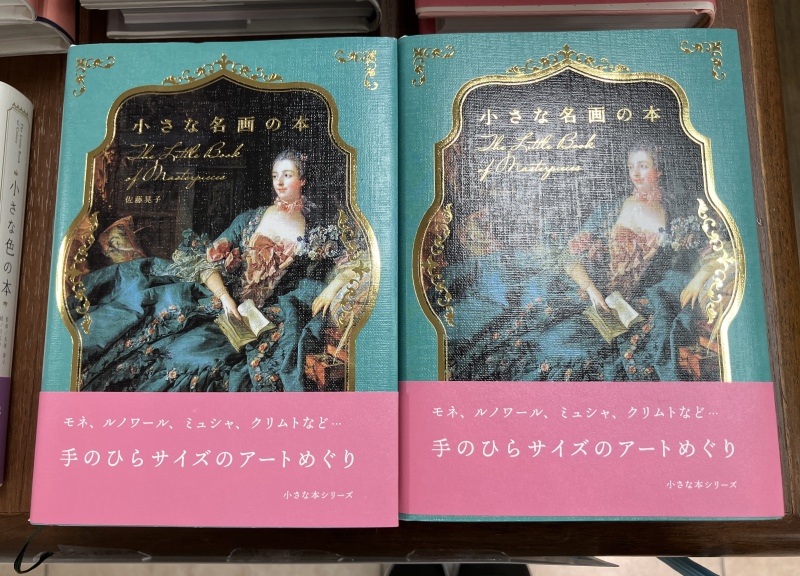 小さな名画の本
The Little Book
of Masterpieces
佐藤晃子
モネ、ルノワール、ミュシャ、クリムトなど…
手のひらサイズのアートめぐり
小さな本シリーズ
小さな名画の本
The Little Book
of Masterpieces
モネ、ルノワール、ミュシャ、クリムトなど…
手のひらサイズのアートめぐり
小さな本シリーズ
小さな色の本